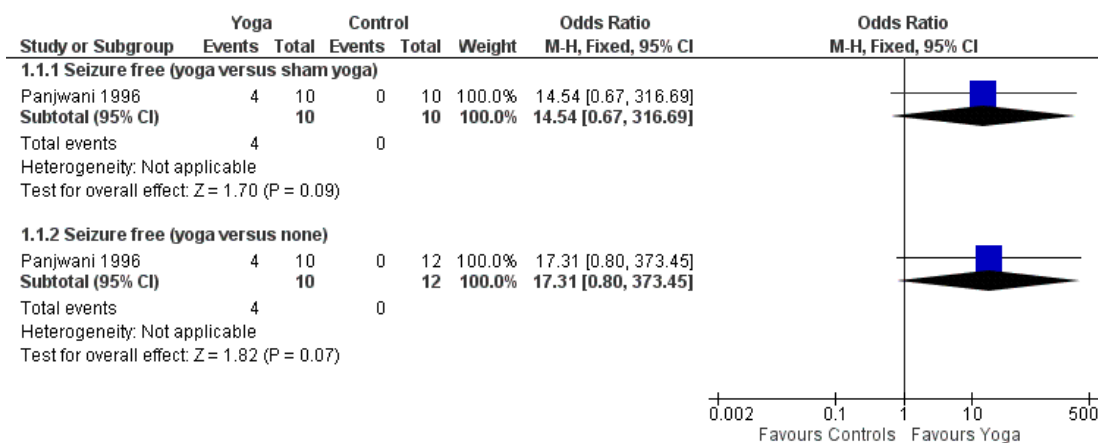 Yoga Control Odds Ratio Odds Ratio
Study or Subgroup Events Total Events Total Weight M-H, Fixed, 95% CI M-H, Fixed, 95% CI
1.1.1 Seizure free (yoga versus sham yoga)
Panjwani 1996 4 10 0 10 100.0% 14.54 [0.67, 316.69]
Subtotal (95% CI) 10 10 100.0% 14.54 [0.67, 316.69]
Total events 4 0
Heterogeneity: Not applicable
Test for overall effect: Z = 1.70 (P = 0.09)
1.1.2 Seizure free (yoga versus none)
Panjwani 1996 4 10 0 12 100.0% 17.31 [0.80, 373.45]
Subtotal (95% CI) 10 12 100.0% 17.31 [0.80, 373.45]
Total events 4 0
Heterogeneity: Not applicable
Test for overall effect: Z = 1.82 (P = 0.07)
0.002 0.1 1 10 500
Favours Controls Favours Yoga